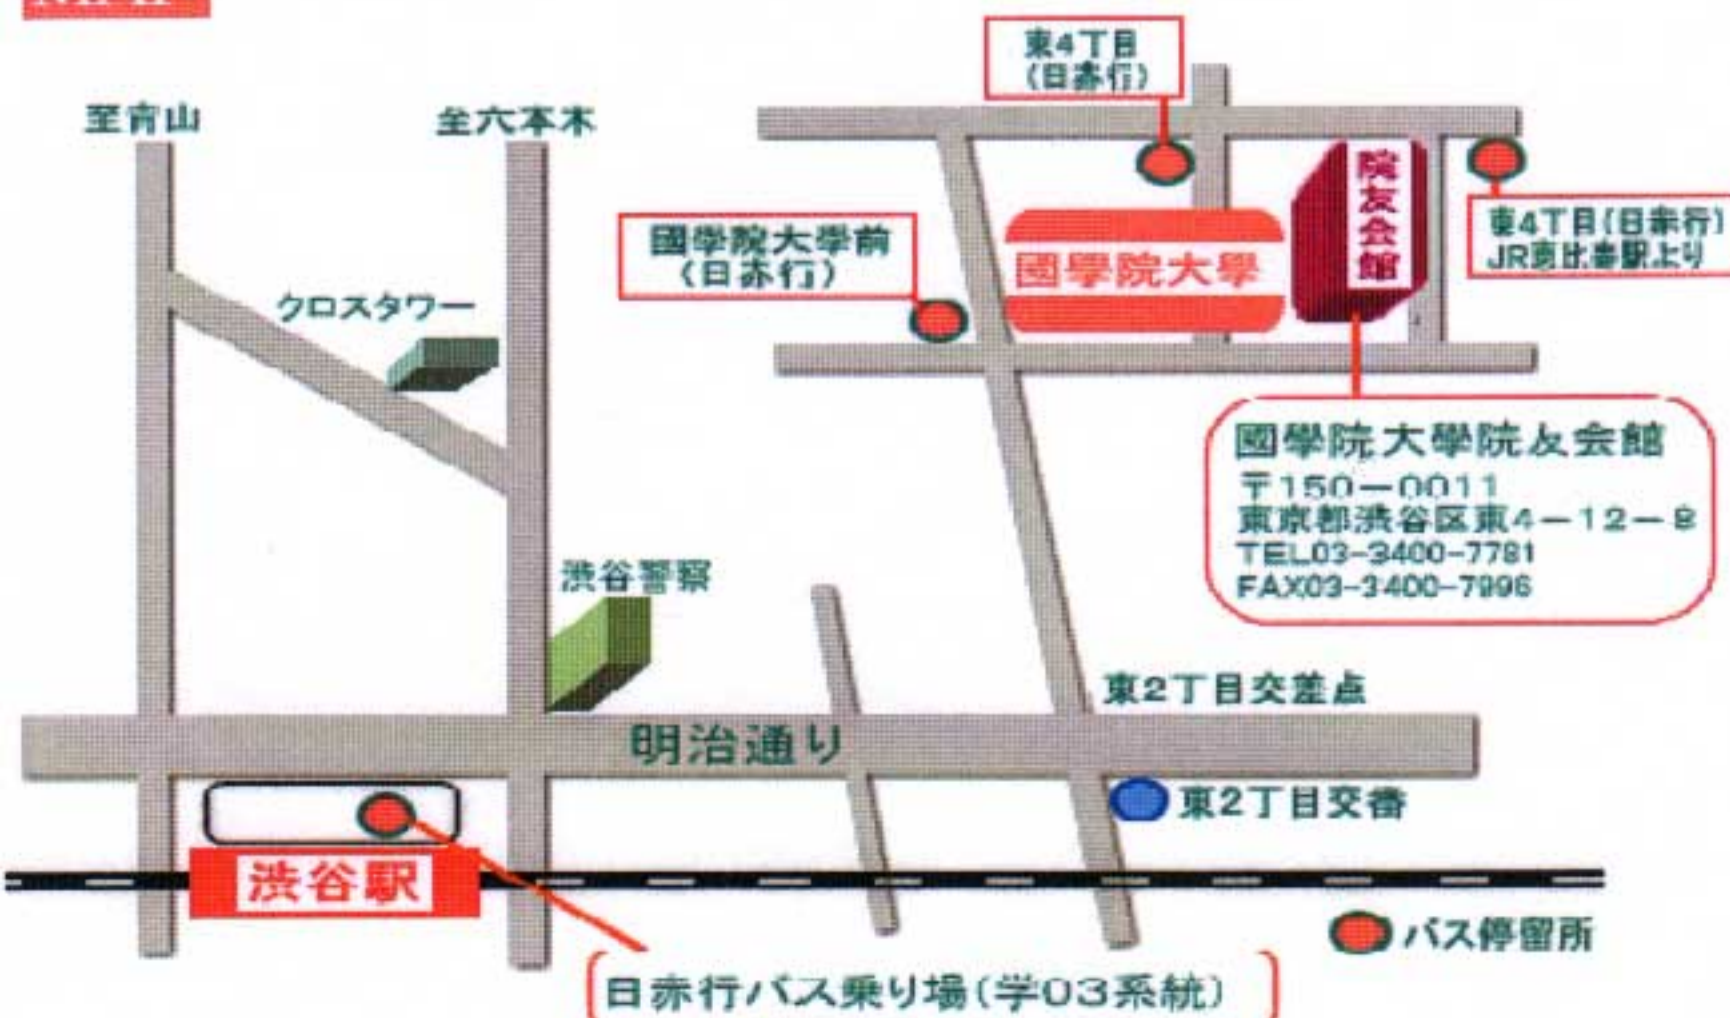 東4丁目
(日赤行)
至青山
至六本木
院友会館
國學院大學前
(日赤行)
國學院大學
東4丁目(日赤行)
JR恵比寿駅より
クロスタワー
國學院大學院友会館
〒150-0011
東京都渋谷区東4-12-8
TEL03-3400-7781
FAX03-3400-7996
渋谷警察
東2丁目交差点
明治通り
東2丁目交番
渋谷駅
バス停留所
日赤行バス乗り場(学03系統)